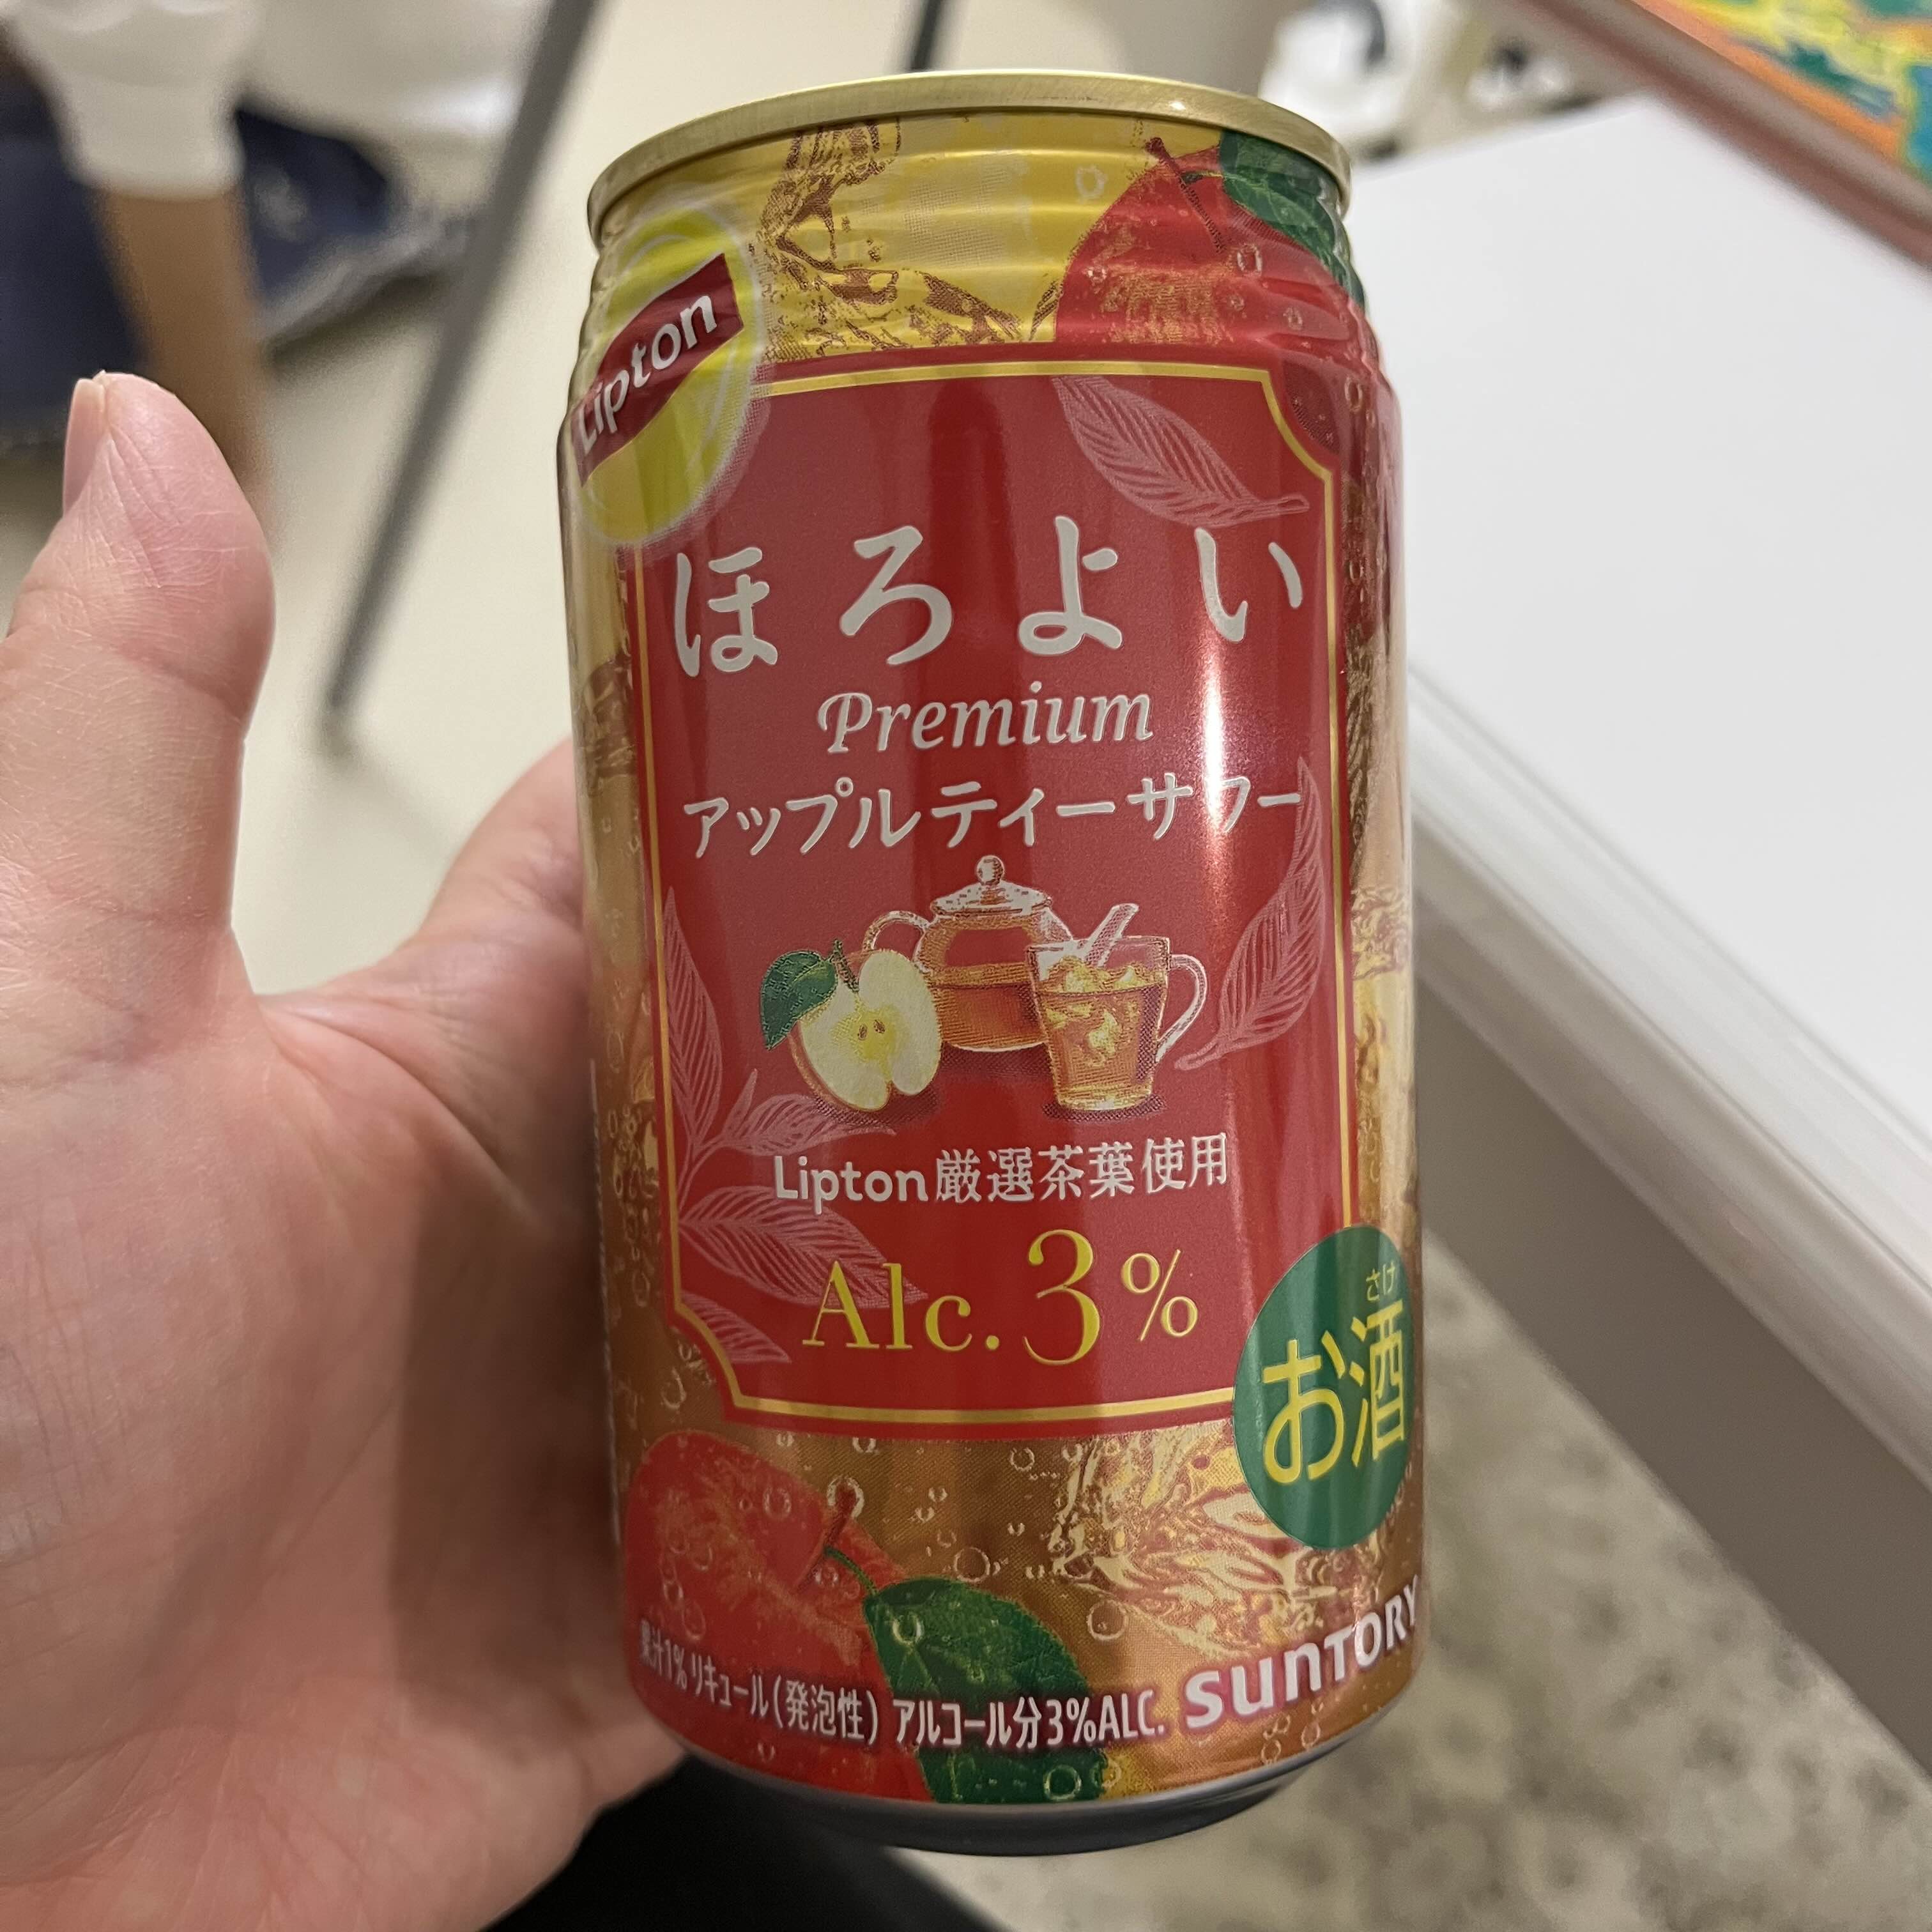 Lipton
ほろよい
Premium
アップルティーサワー
Lipton厳選茶葉使用
Alc.3%
さけ
お酒
果汁1% リキュール(発泡性) アルコール分3%ALC.
SUNTORY